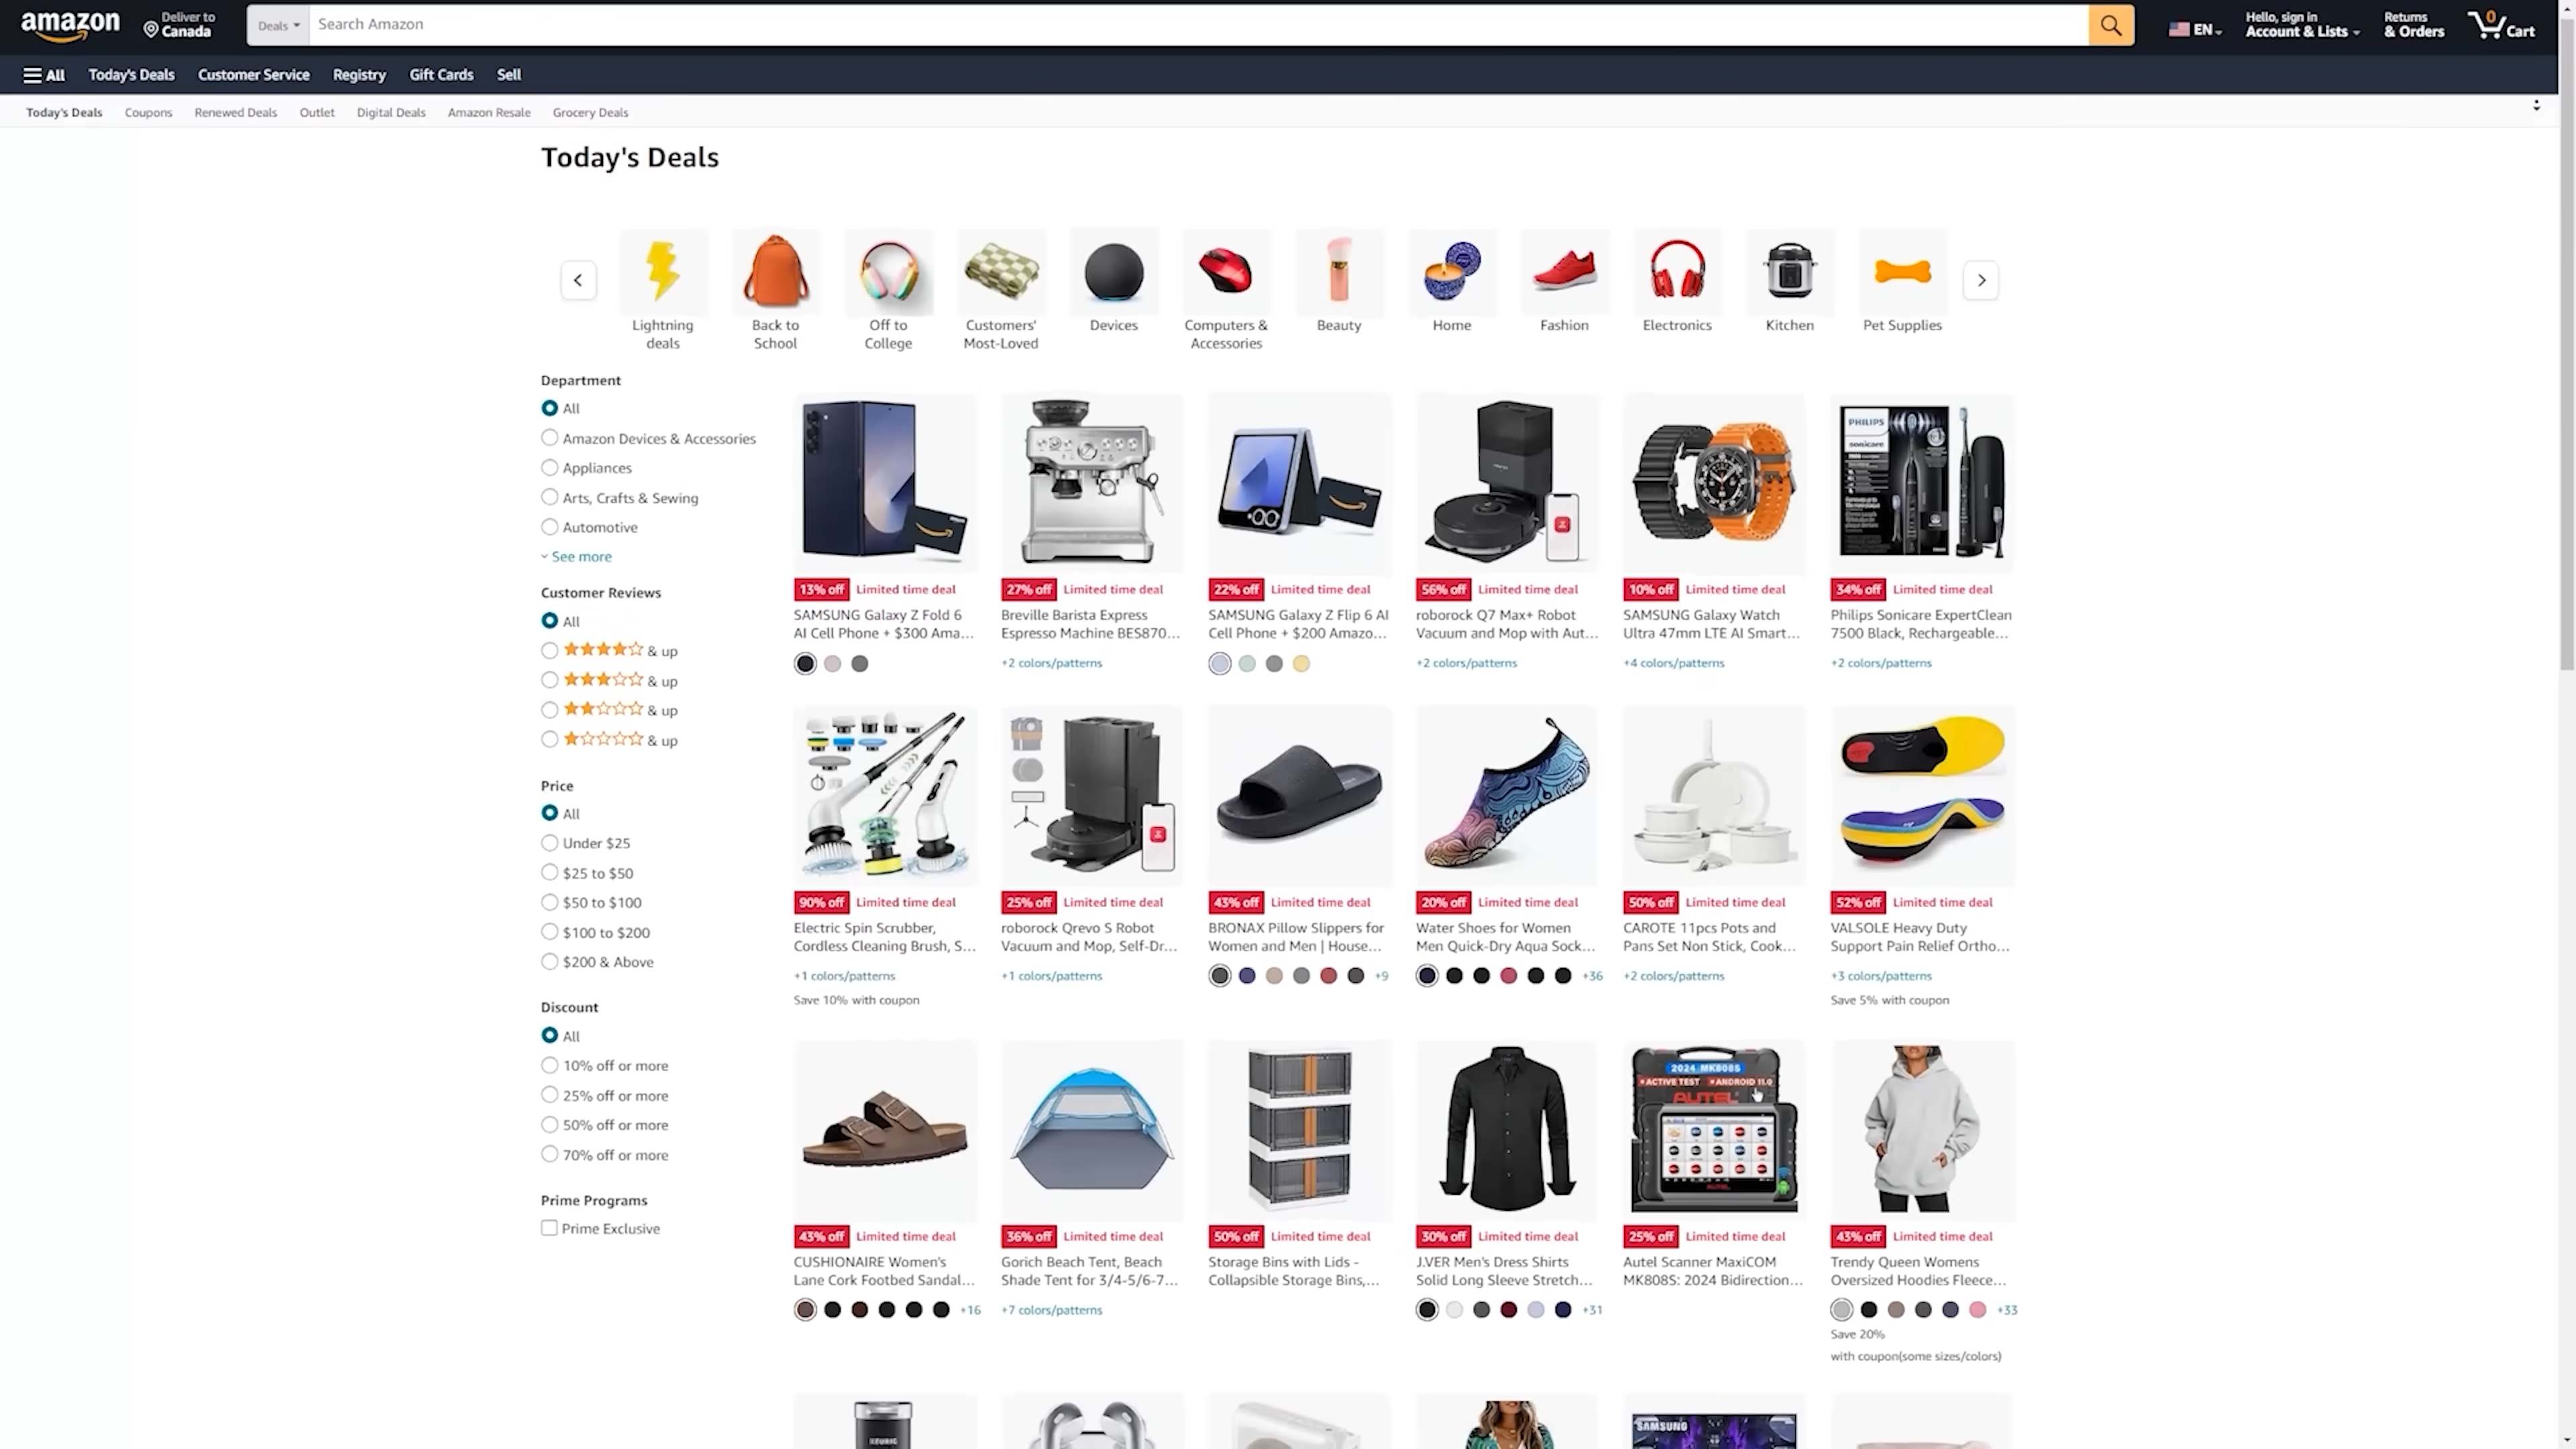 amazon
Deliver to
Canada
Deals
Search Amazon
EN
Hello, sign in
Account & Lists
Returns
& Orders
0
Cart
All
Today's Deals
Customer Service
Registry
Gift Cards
Sell
Today's Deals
Coupons
Renewed Deals
Outlet
Digital Deals
Amazon Resale
Grocery Deals
Today's Deals
Lightning
deals
Back to
School
Off to
College
Customers'
Most-Loved
Devices
Computers &
Accessories
Beauty
Home
Fashion
Electronics
Kitchen
Pet Supplies
Department
All
Amazon Devices & Accessories
Appliances
Arts, Crafts & Sewing
Automotive
See more
Customer Reviews
All
& up
& up
& up
& up
Price
All
Under $25
$25 to $50
$50 to $100
$100 to $200
$200 & Above
Discount
All
10% off or more
25% off or more
50% off or more
70% off or more
Prime Programs
Prime Exclusive
13% off Limited time deal
SAMSUNG Galaxy Z Fold 6
AI Cell Phone + $300 Ama...
27% off Limited time deal
Breville Barista Express
Espresso Machine BES870...
+2 colors/patterns
22% off Limited time deal
SAMSUNG Galaxy Z Flip 6 AI
Cell Phone + $200 Amazo...
56% off Limited time deal
roborock Q7 Max+ Robot
Vacuum and Mop with Aut...
+2 colors/patterns
10% off Limited time deal
SAMSUNG Galaxy Watch
Ultra 47mm LTE AI Smart...
+4 colors/patterns
PHILIPS
sonicare
34% off Limited time deal
Philips Sonicare ExpertClean
7500 Black, Rechargeable...
+2 colors/patterns
90% off Limited time deal
Electric Spin Scrubber,
Cordless Cleaning Brush, S...
+1 colors/patterns
Save 10% with coupon
25% off Limited time deal
roborock Qrevo S Robot
Vacuum and Mop, Self-Dr...
+1 colors/patterns
43% off Limited time deal
BRONAX Pillow Slippers for
Women and Men | House...
+9
20% off Limited time deal
Water Shoes for Women
Men Quick-Dry Aqua Sock...
+36
50% off Limited time deal
CAROTE 11pcs Pots and
Pans Set Non Stick, Cook...
+2 colors/patterns
52% off Limited time deal
VALSOLE Heavy Duty
Support Pain Relief Ortho...
+3 colors/patterns
Save 5% with coupon
43% off Limited time deal
CUSHIONAIRE Women's
Lane Cork Footbed Sandal...
+16
36% off Limited time deal
Gorich Beach Tent, Beach
Shade Tent for 3/4-5/6-7...
+7 colors/patterns
50% off Limited time deal
Storage Bins with Lids -
Collapsible Storage Bins,...
30% off Limited time deal
J.VER Men's Dress Shirts
Solid Long Sleeve Stretch...
+31
2024 MK808S
ACTIVE TEST ANDROID 11.0
AUTEL
AUTEL
25% off Limited time deal
Autel Scanner MaxiCOM
MK808S: 2024 Bidirection...
43% off Limited time deal
Trendy Queen Womens
Oversized Hoodies Fleece...
+33
Save 20%
with coupon(some sizes/colors)
KEURIG
SAMSUNG